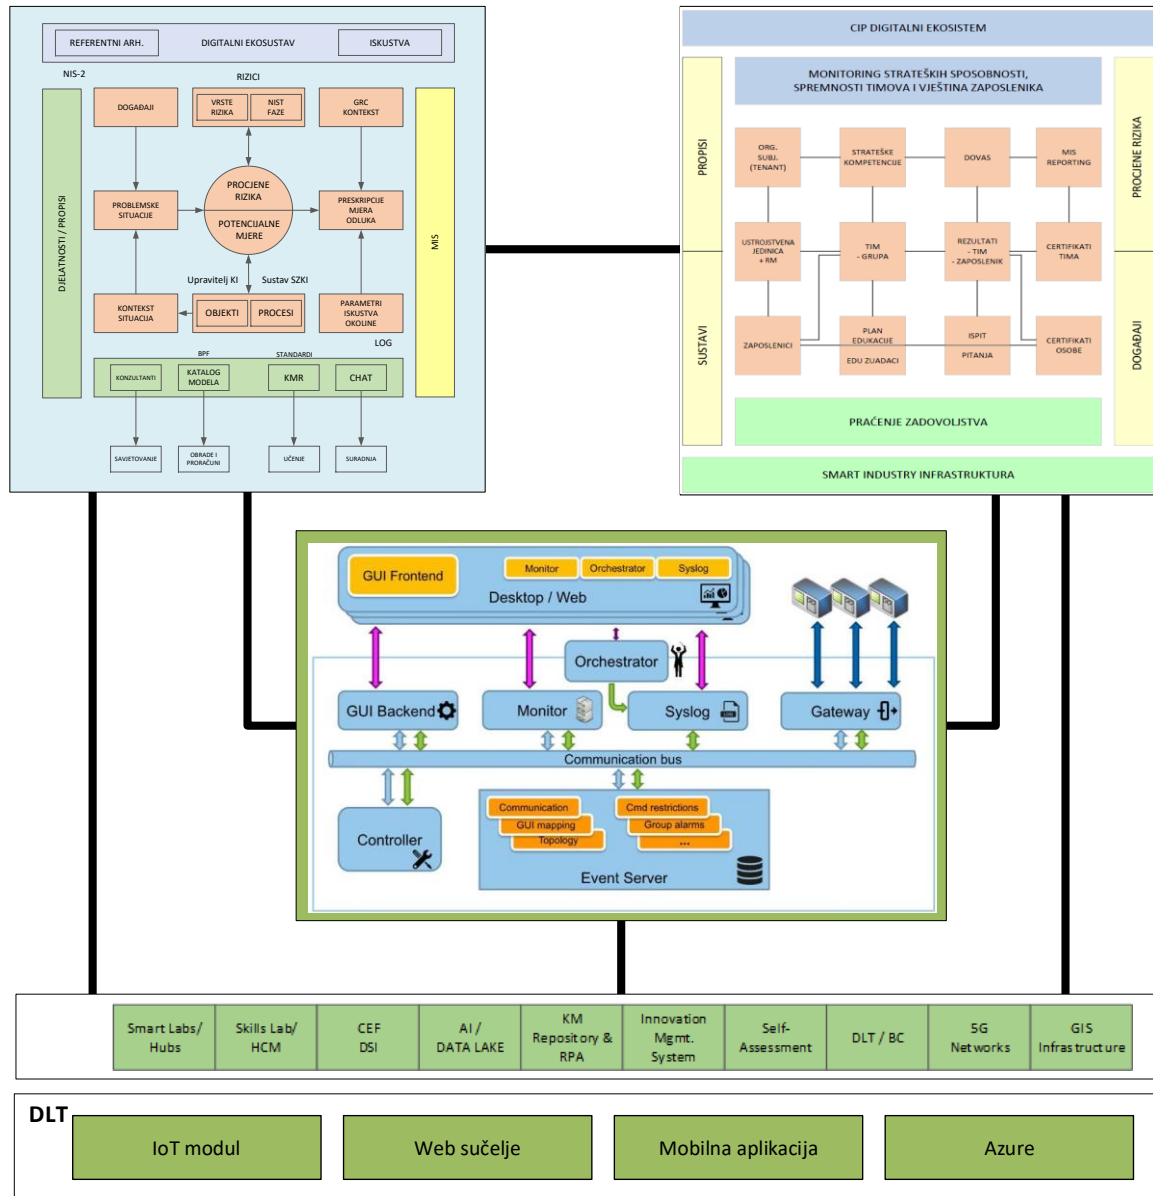 REFERENTNI ARH.
DIGITALNI EKOSUSTAV
ISKUSTVA
NIS-2
RIZICI
DOGAĐAJI
VRSTE
RIZIKA
NIST
FAZE
GRC
KONTEKST
DJELATNOSTI / PROPISI
PROBLEMSKE
SITUACIJE
PROCJENE
RIZIKA
POTENCIJALNE
MJERE
PRESKRIPCIJE
MJERA
ODLUKA
MIS
Upravitelj KI
Sustav SZKI
KONTEKST
SITUACIJA
OBJEKTI
PROCESI
PARAMETRI
ISKUSTVA
OKOLINE
LOG
BPF
STANDARDI
KONZULTANTI
KATALOG
MODELA
KMR
CHAT
SAVJETOVANJE
OBRADE I
PRORAČUNI
UČENJE
SURADNJA
CIP DIGITALNI EKOSISTEM
MONITORING STRATEŠKIH SPOSOBNOSTI,
SPREMNOSTI TIMOVA I VJEŠTINA ZAPOSLENIKA
PROPISI
PROCJENE RIZIKA
ORG.
SUBJ.
(TENANT)
STRATEŠKE
KOMPETENCIJE
DOVAS
MIS
REPORTING
USTROJSTVENA
JEDINICA
+ RM
TIM
- GRUPA
REZULTATI
- TIM
- ZAPOSLENIK
CERTIFIKATI
TIMA
SUSTAVI
DOGAĐAJI
ZAPOSLENICI
PLAN
EDUKACIJE
EDU ZUADACI
ISPIT
PITANJA
CERTIFIKATI
OSOBE
PRAĆENJE ZADOVOLJSTVA
SMART INDUSTRY INFRASTRUKTURA
GUI Frontend
Monitor
Orchestrator
Syslog
Desktop / Web
Orchestrator
GUI Backend
Monitor
Syslog
LOG
Gateway
Communication bus
Controller
Communication
GUI mapping
Topology
Cmd restrictions
Group alarms
...
Event Server
Smart Labs/
Hubs
Skills Lab/
HCM
CEF
DSI
AI /
DATA LAKE
KM
Repository &
RPA
Innovation
Mgmt.
System
Self-
Assessment
DLT / BC
5G
Networks
GIS
Infrastructure
DLT
IoT modul
Web sučelje
Mobilna aplikacija
Azure